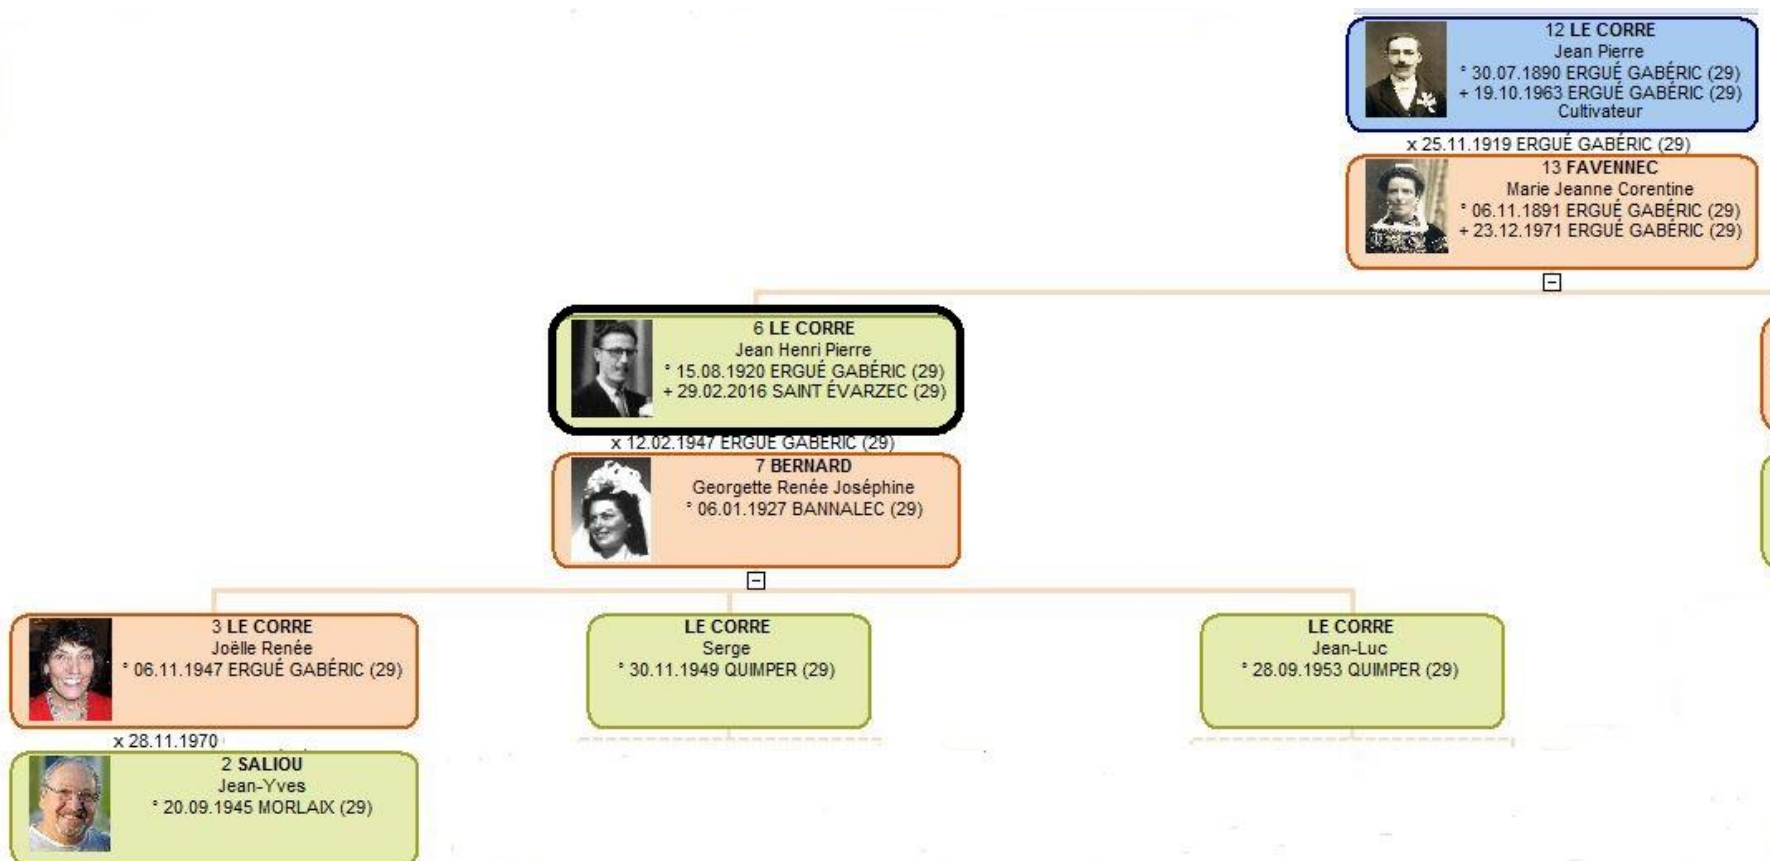 12 LE CORRE
Jean Pierre
° 30.07.1890 ERGUÉ GABÉRIC (29)
+ 19.10.1963 ERGUÉ GABÉRIC (29)
Cultivateur
x 25.11.1919 ERGUÉ GABÉRIC (29)
13 FAVENNEC
Marie Jeanne Corentine
° 06.11.1891 ERGUÉ GABÉRIC (29)
+ 23.12.1971 ERGUÉ GABÉRIC (29)
6 LE CORRE
Jean Henri Pierre
° 15.08.1920 ERGUÉ GABÉRIC (29)
+ 29.02.2016 SAINT ÉVARZEC (29)
x 12.02.1947 ERGUÉ GABÉRIC (29)
7 BERNARD
Georgette Renée Joséphine
° 06.01.1927 BANNALEC (29)
3 LE CORRE
Joëlle Renée
° 06.11.1947 ERGUÉ GABÉRIC (29)
x 28.11.1970
2 SALIOU
Jean-Yves
° 20.09.1945 MORLAIX (29)
LE CORRE
Serge
° 30.11.1949 QUIMPER (29)
LE CORRE
Jean-Luc
° 28.09.1953 QUIMPER (29)